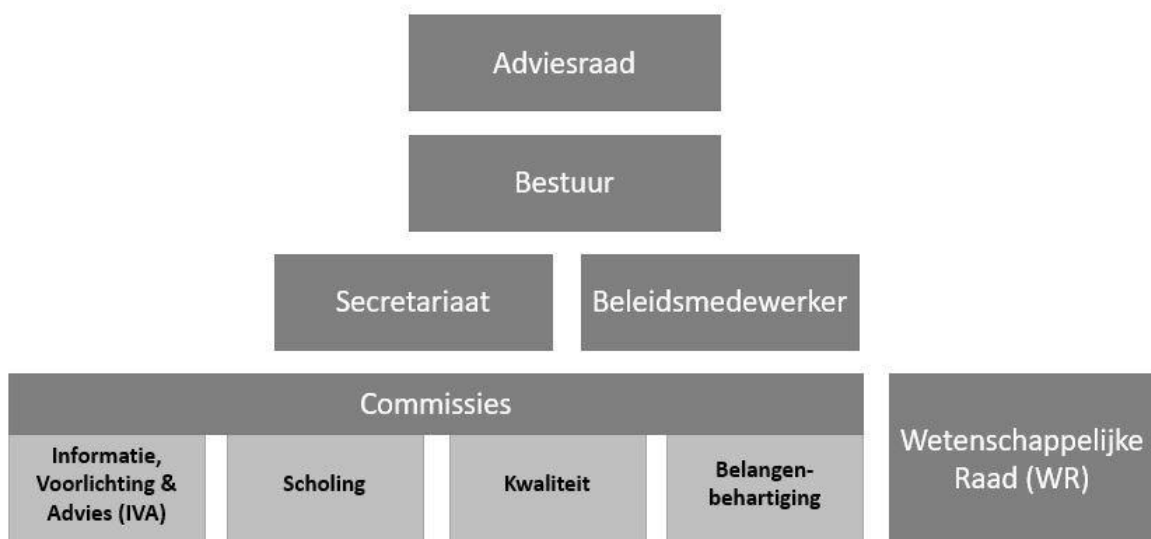 Adviesraad
Bestuur
Secretariaat
Beleidsmedewerker
Commissies
Informatie,
Voorlichting &
Advies (IVA)
Scholing
Kwaliteit
Belangen-
behartiging
Wetenschappelijke
Raad (WR)